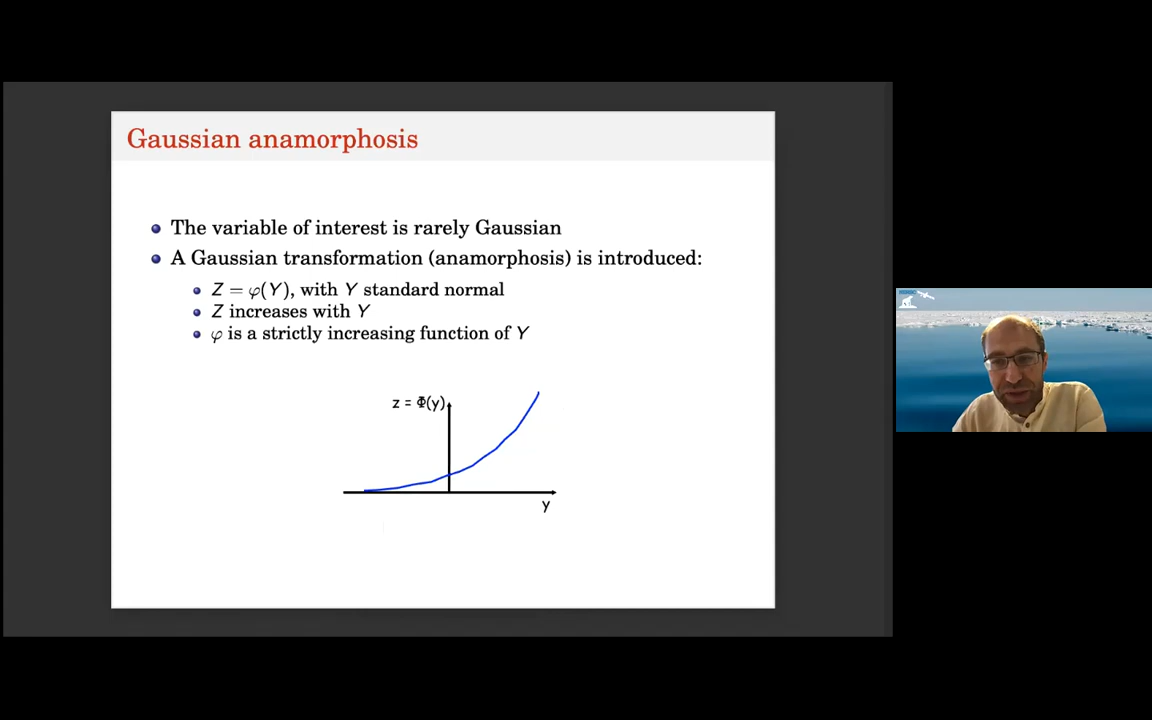 Gaussian anamorphosis
The variable of interest is rarely Gaussian
A Gaussian transformation (anamorphosis) is introduced:
Z = φ(Y), with Y standard normal
Z increases with Y
φ is a strictly increasing function of Y
z = Φ(y)
y